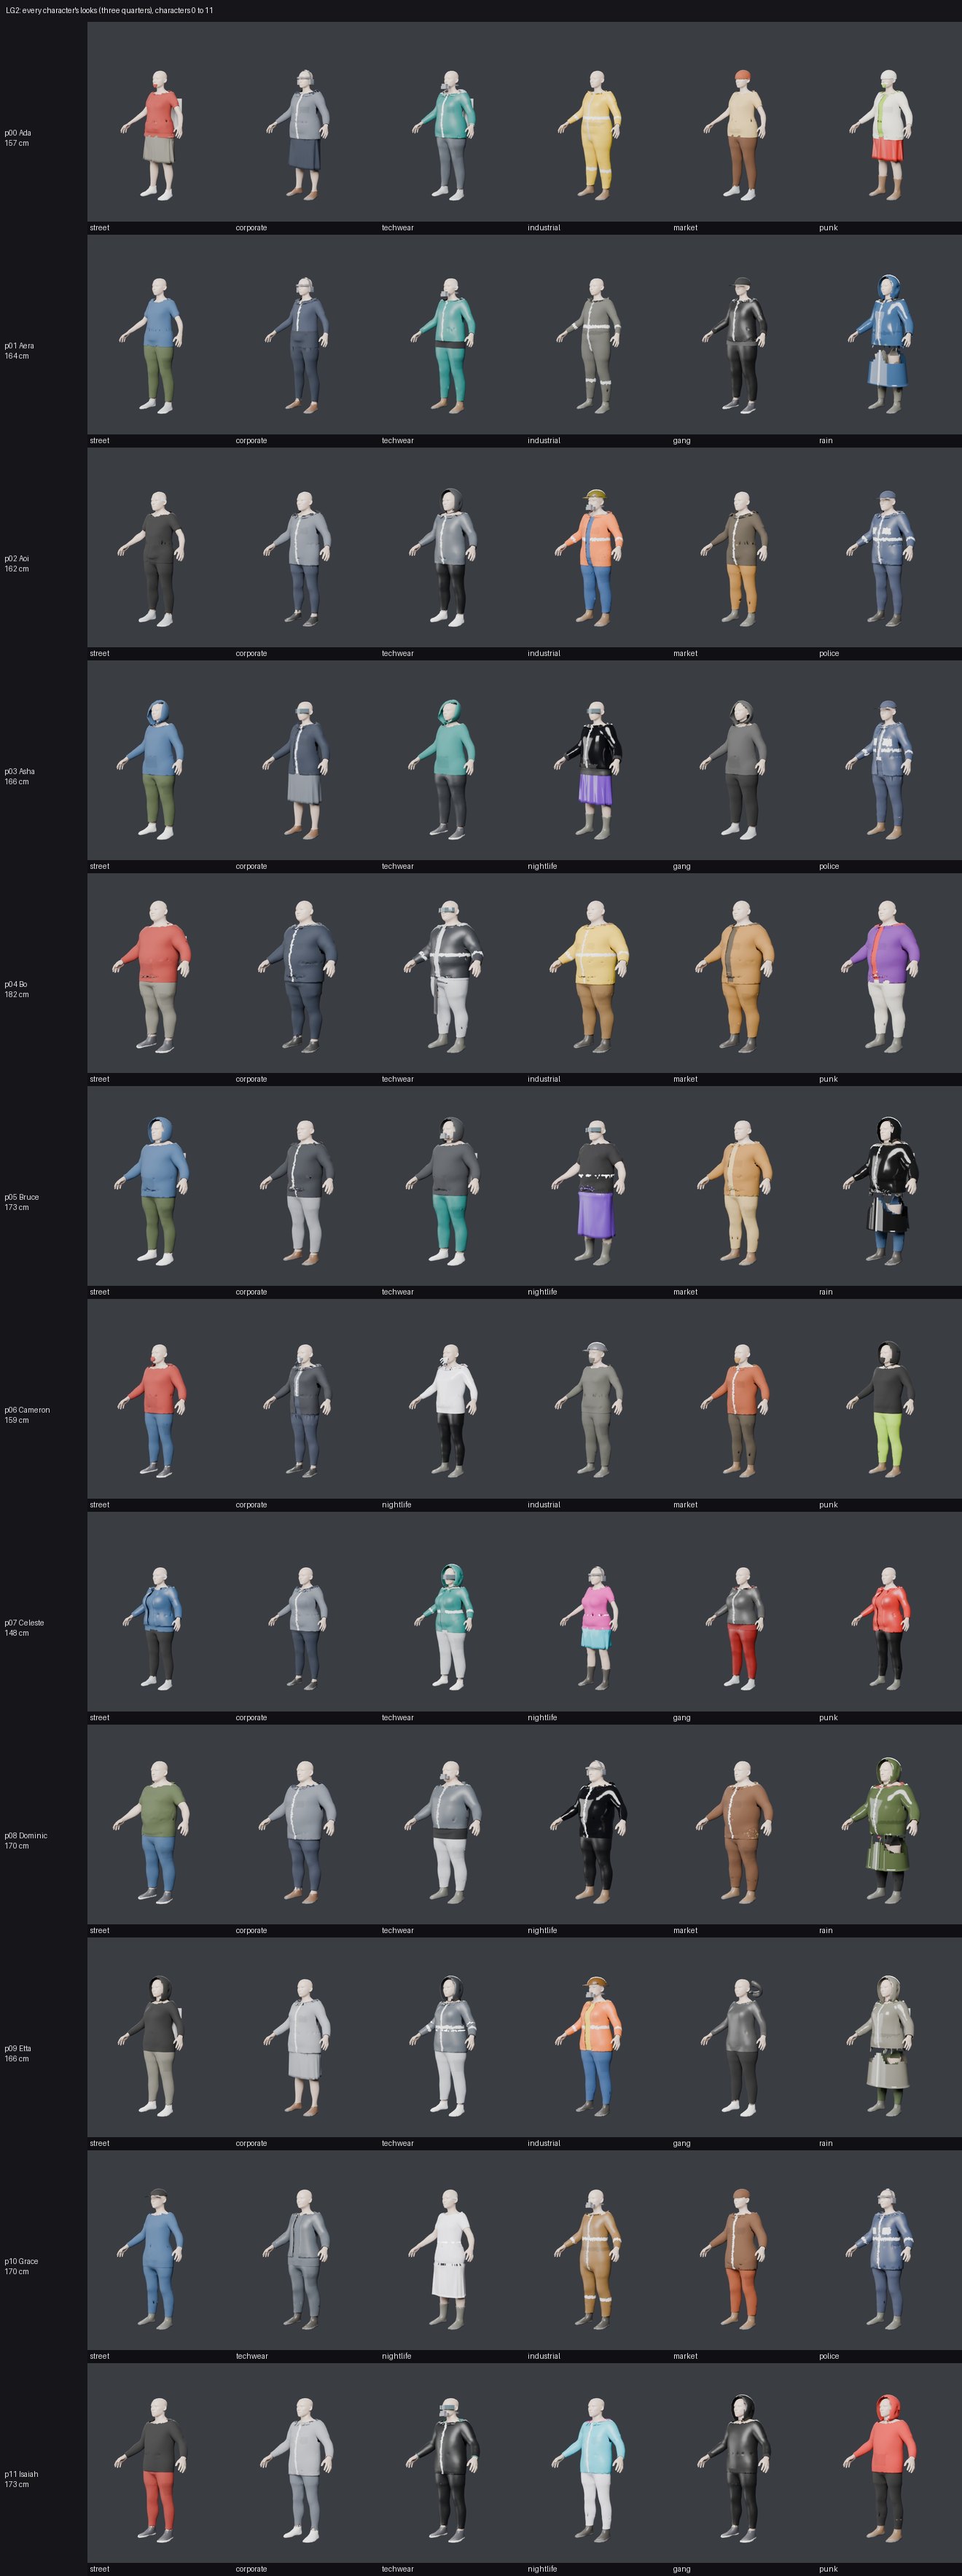 LG2: every character's looks (three quarters), characters 0 to 11
p00 Ada
157 cm
street corporate techwear industrial market punk
p01 Aera
164 cm
street corporate techwear industrial gang rain
p02 Aoi
162 cm
street corporate techwear industrial market police
p03 Asha
166 cm
street corporate techwear nightlife gang police
p04 Bo
182 cm
street corporate techwear industrial market punk
p05 Bruce
173 cm
street corporate techwear nightlife market rain
p06 Cameron
159 cm
street corporate nightlife industrial market punk
p07 Celeste
148 cm
street corporate techwear nightlife gang punk
p08 Dominic
170 cm
street corporate techwear nightlife market rain
p09 Etta
166 cm
street corporate techwear industrial gang rain
p10 Grace
170 cm
street techwear nightlife industrial market police
p11 Isaiah
173 cm
street corporate techwear nightlife gang punk